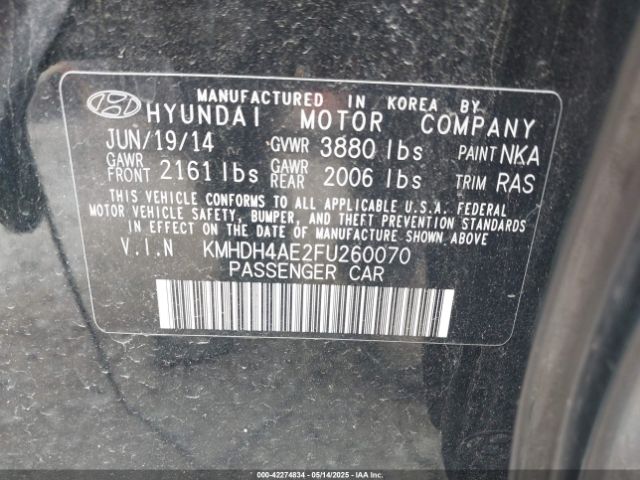 MANUFACTURED IN KOREA BY
HYUNDAI MOTOR COMPANY
JUN/19/14 GVWR 3880 lbs PAINT NKA
GAWR FRONT 2161 lbs GAWR REAR 2006 lbs TRIM RAS
THIS VEHICLE CONFORMS TO ALL APPLICABLE U.S.A. FEDERAL
MOTOR VEHICLE SAFETY, BUMPER, AND THEFT PREVENTION STANDARDS
IN EFFECT ON THE DATE OF MANUFACTURE SHOWN ABOVE
V.I.N KMHDH4AE2FU260070
PASSENGER CAR
000-42274834 - 05/14/2025 - IAA, Inc.